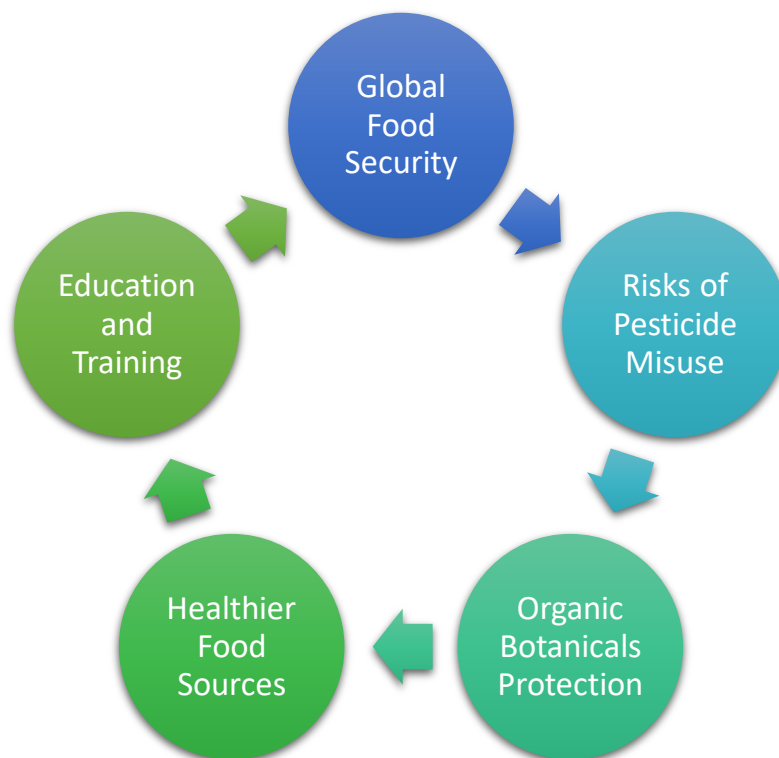 Global
Food
Security
Risks of
Pesticide
Misuse
Organic
Botanicals
Protection
Healthier
Food
Sources
Education
and
Training